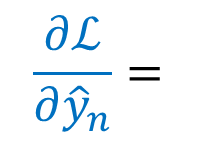 ∂ℒ/∂ŷₙ =